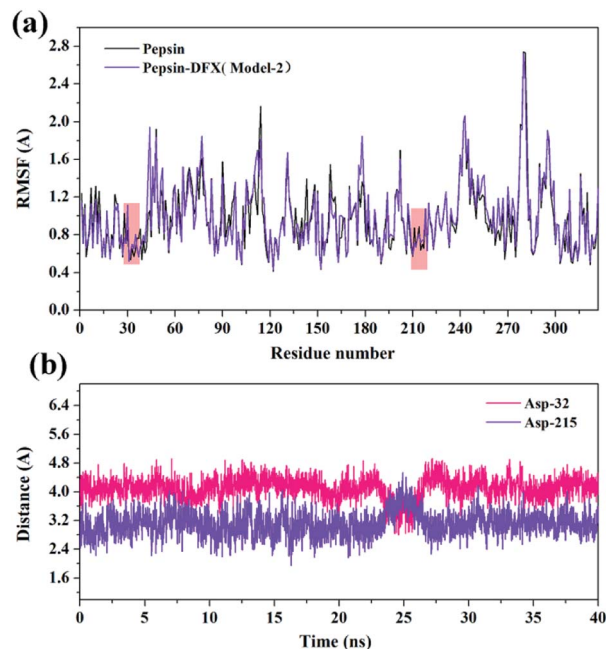 (a)
Pepsin
Pepsin-DFX( Model-2）
RMSF (A)
2.8
2.4
2.0
1.6
1.2
0.8
0.4
0.0
0 30 60 90 120 150 180 210 240 270 300
Residue number
(b)
Asp-32
Asp-215
Distance (A)
6.4
5.6
4.8
4.0
3.2
2.4
1.6
0 5 10 15 20 25 30 35 40
Time (ns)